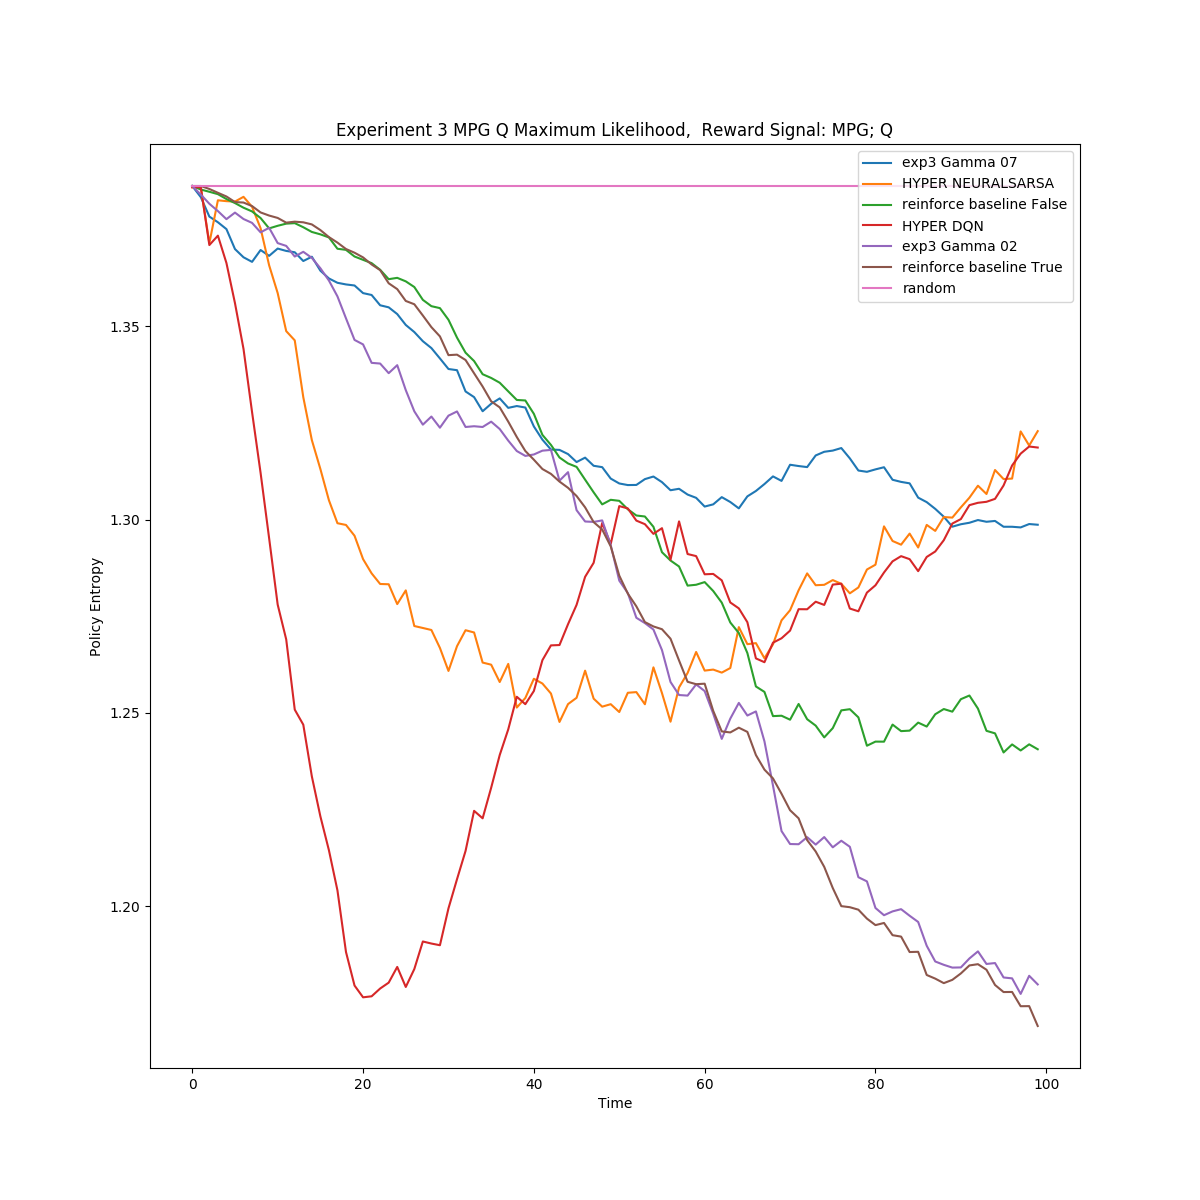 Experiment 3 MPG Q Maximum Likelihood,  Reward Signal: MPG; Q
exp3 Gamma 07
HYPER NEURALSARSA
reinforce baseline False
HYPER DQN
exp3 Gamma 02
reinforce baseline True
random
1.35
1.30
1.25
1.20
Policy Entropy
0
20
40
60
80
100
Time